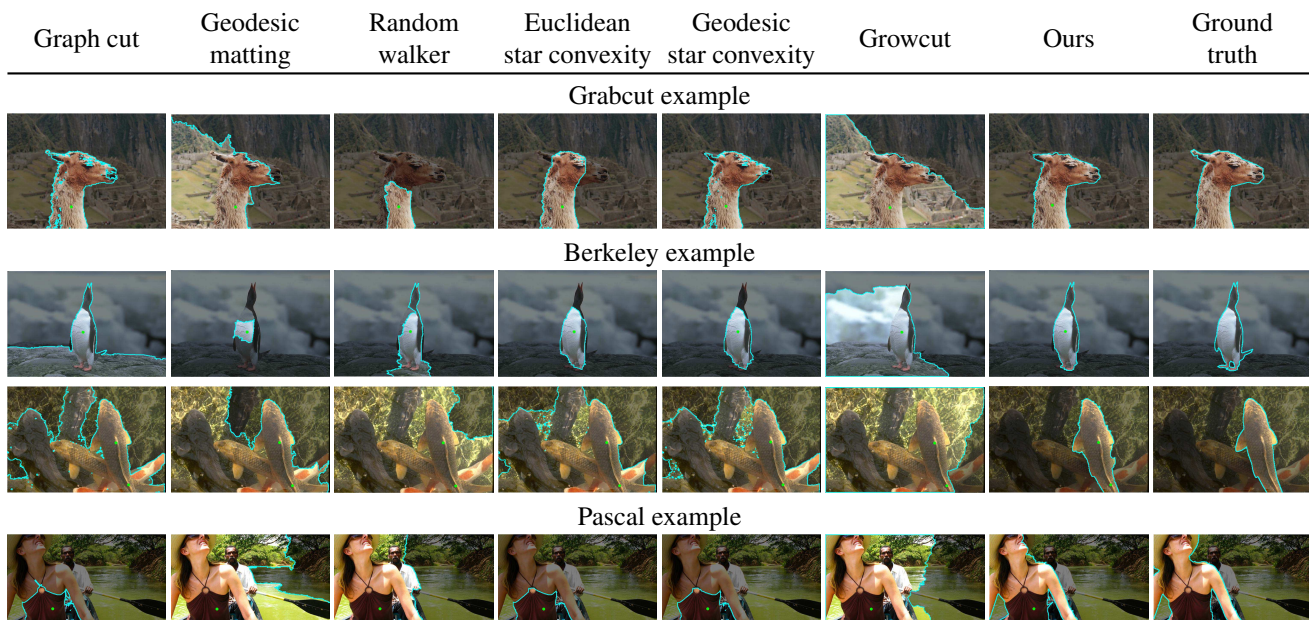 Graph cut
Geodesic matting
Random walker
Euclidean star convexity
Geodesic star convexity
Growcut
Ours
Ground truth
Grabcut example
Berkeley example
Pascal example